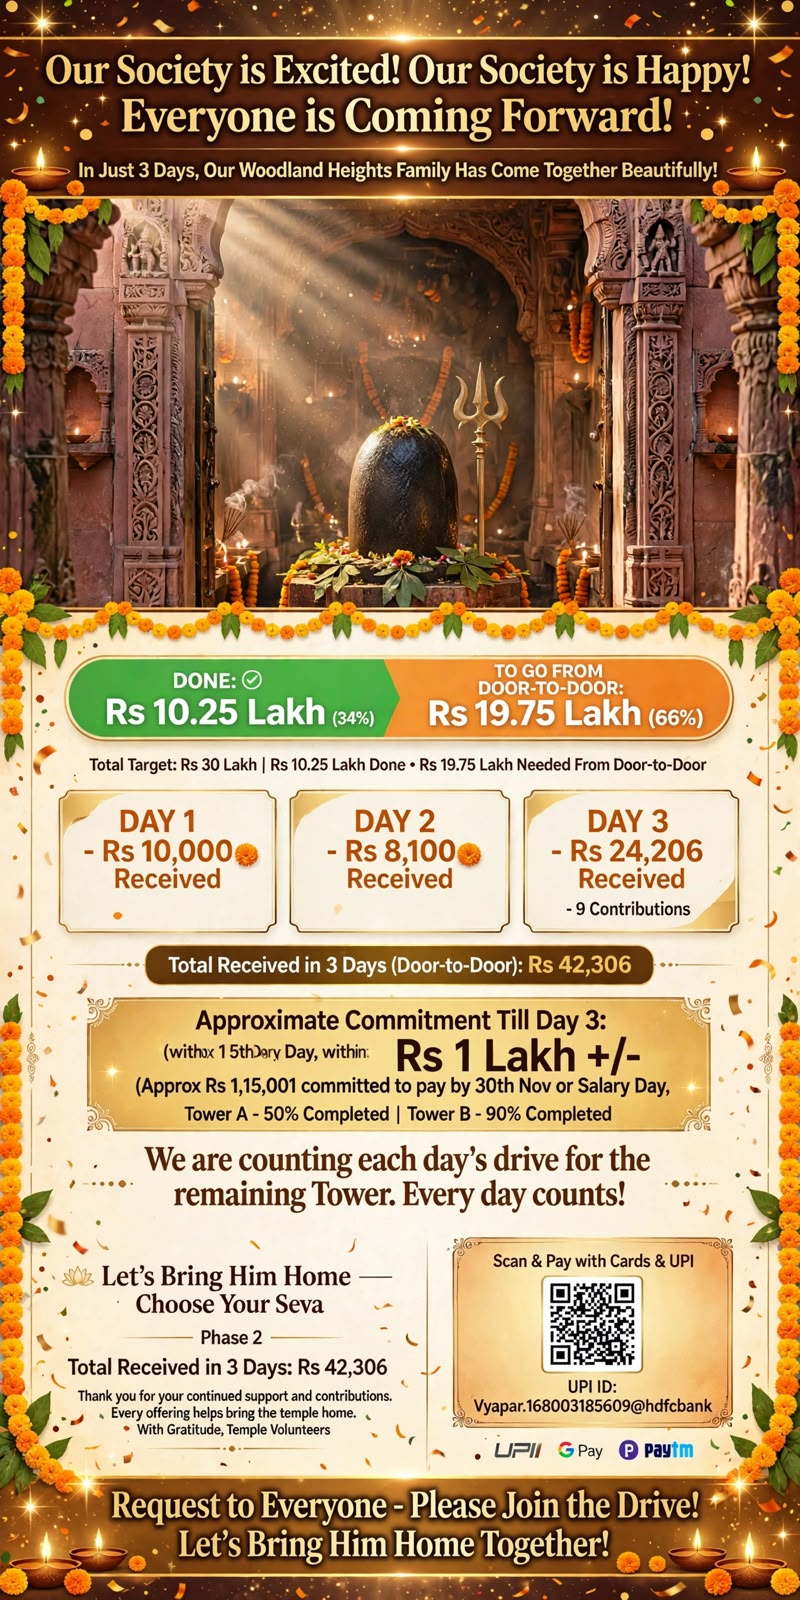 Our Society is Excited! Our Society is Happy!
Everyone is Coming Forward!
In Just 3 Days, Our Woodland Heights Family Has Come Together Beautifully!
DONE:
Rs 10.25 Lakh (34%)
TO GO FROM
DOOR-TO-DOOR:
Rs 19.75 Lakh (66%)
Total Target: Rs 30 Lakh | Rs 10.25 Lakh Done • Rs 19.75 Lakh Needed From Door-to-Door
DAY 1
- Rs 10,000
Received
DAY 2
- Rs 8,100
Received
DAY 3
- Rs 24,206
Received
- 9 Contributions
Total Received in 3 Days (Door-to-Door): Rs 42,306
Approximate Commitment Till Day 3:
Day, within:
Rs 1 Lakh +/-
(Approx Rs 1,15,001 committed to pay by 30th Nov or Salary Day,
Tower A - 50% Completed | Tower B - 90% Completed
We are counting each day's drive for the
remaining Tower. Every day counts!
Let's Bring Him Home
Choose Your Seva
Phase 2
Total Received in 3 Days: Rs 42,306
Thank you for your continued support and contributions.
Every offering helps bring the temple home.
With Gratitude, Temple Volunteers
Scan & Pay with Cards & UPI
UPI ID:
Vyapar.168003185609@hdfcbank
UPI
G Pay
paytm
Request to Everyone - Please Join the Drive!
Let's Bring Him Home Together!